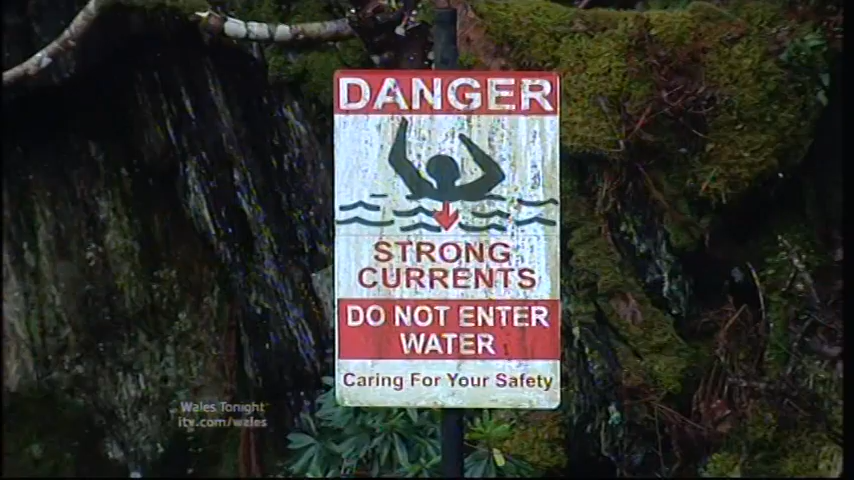 DANGER
STRONG
CURRENTS
DO NOT ENTER
WATER
Caring For Your Safety
Wales Tonight
itv.com/wales